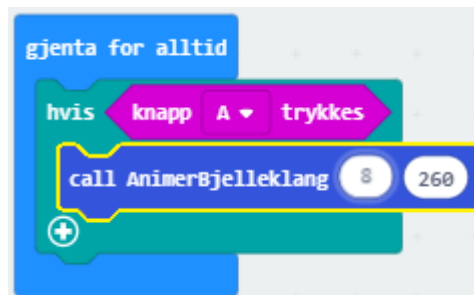 gjenta for alltid
hvis knapp A trykkes
call AnimerBjelleklang 8 260